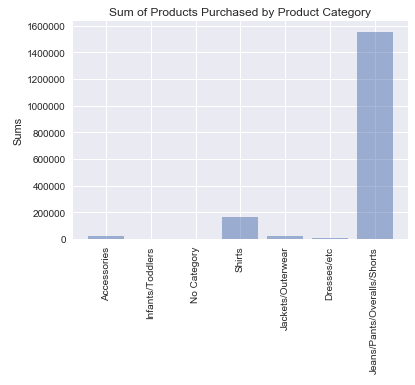 Sum of Products Purchased by Product Category
1600000
1400000
1200000
1000000
800000
600000
400000
200000
0
Sums
Accessories
Infants/Toddlers
No Category
Shirts
Jackets/Outerwear
Dresses/etc
Jeans/Pants/Overalls/Shorts